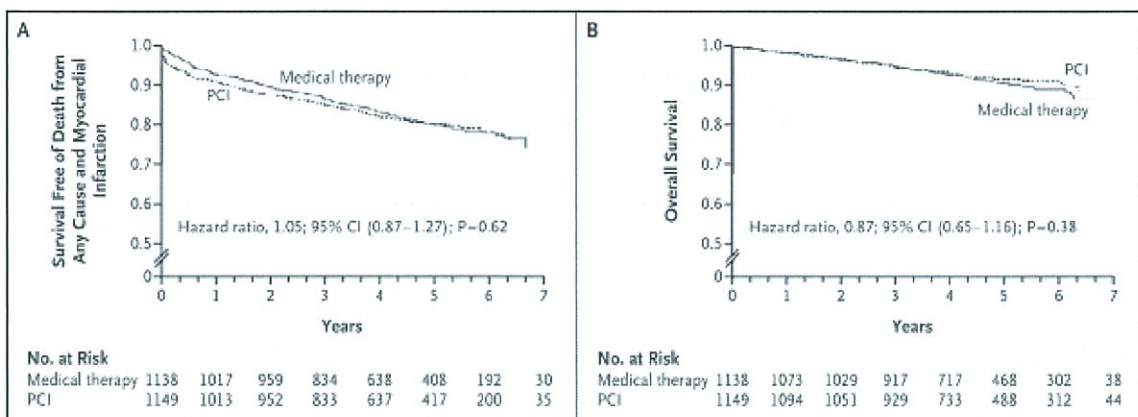 A
Survival Free of Death from
Any Cause and Myocardial
Infarction
1.0
0.9
0.8
0.7
0.6
0.5
0
Medical therapy
PCI
Hazard ratio, 1.05; 95% CI (0.87–1.27); P=0.62
0 1 2 3 4 5 6 7
Years
No. at Risk
Medical therapy 1138 1017 959 834 638 408 192 30
PCI 1149 1013 952 833 637 417 200 35
B
Overall Survival
1.0
0.9
0.8
0.7
0.6
0.5
0
PCI
Medical therapy
Hazard ratio, 0.87; 95% CI (0.65–1.16); P=0.38
0 1 2 3 4 5 6 7
Years
No. at Risk
Medical therapy 1138 1073 1029 917 717 468 302 38
PCI 1149 1094 1051 929 733 488 312 44